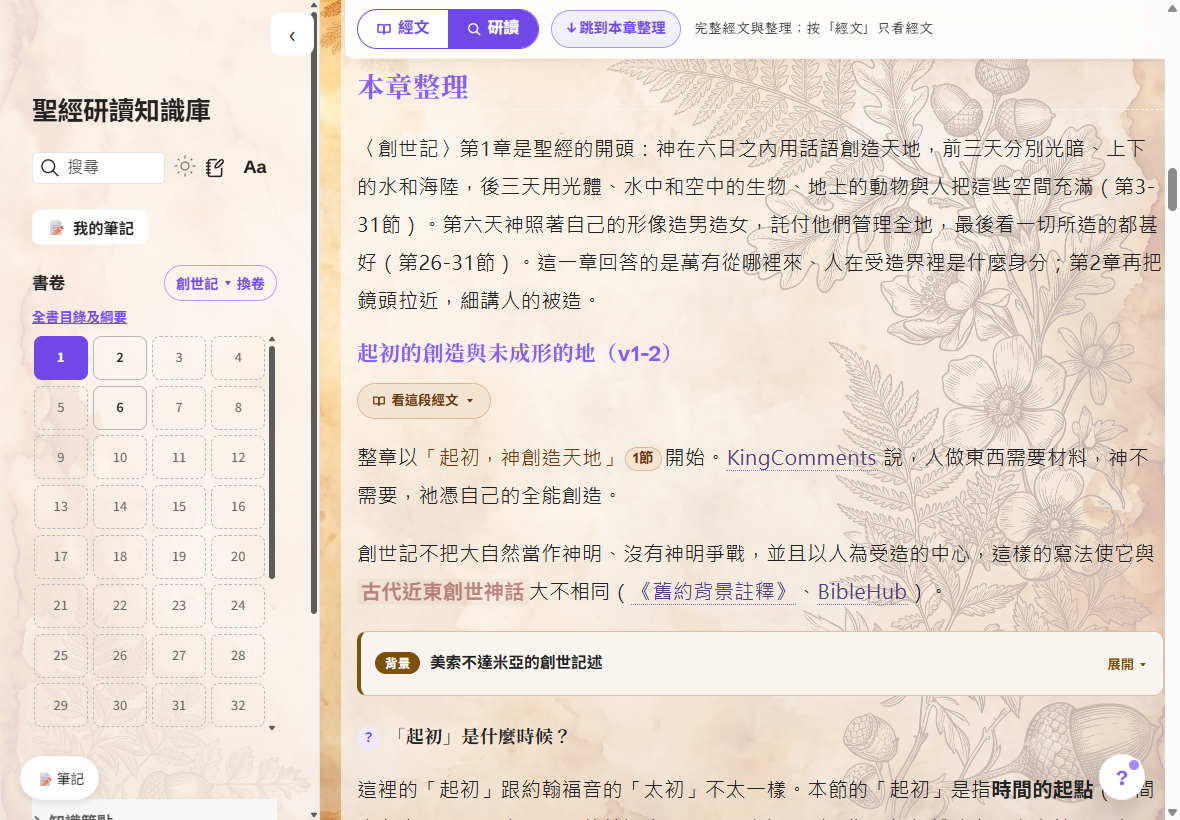 聖經研讀知識庫
搜尋
Aa
我的筆記
書卷
創世記 換卷
全書目錄及綱要
1 2 3 4
5 6 7 8
9 10 11 12
13 14 15 16
17 18 19 20
21 22 23 24
25 26 27 28
29 30 31 32
筆記
經文 研讀 ↓跳到本章整理 完整經文與整理；按「經文」只看經文
本章整理
〈創世記〉第1章是聖經的開頭：神在六日之內用話語創造天地，前三天分別光暗、上下
的水和海陸，後三天用光體、水中和空中的生物、地上的動物與人把這些空間充滿（第3-
31節）。第六天神照著自己的形像造男造女，託付他們管理全地，最後看一切所造的都甚
好（第26-31節）。這一章回答的是萬有從哪裡來、人在受造界裡是什麼身分；第2章再把
鏡頭拉近，細講人的被造。
起初的創造與未成形的地（v1-2）
看這段經文
整章以「起初，神創造天地」 1節 開始。KingComments 說，人做東西需要材料，神不
需要，祂憑自己的全能創造。
創世記不把大自然當作神明、沒有神明爭戰，並且以人為受造的中心，這樣的寫法使它與
古代近東創世神話 大不相同（《舊約背景註釋》、BibleHub）。
背景 美索不達米亞的創世記述 展開
? 「起初」是什麼時候？
這裡的「起初」跟約翰福音的「太初」不太一樣。本節的「起初」是指時間的起點（ 間
?